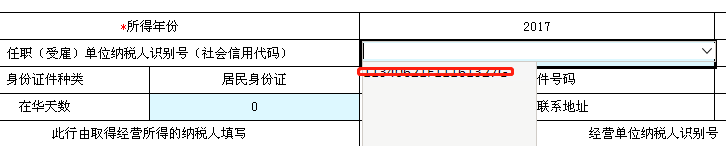 *所得年份 2017
任职（受雇）单位纳税人识别号（社会信用代码）
身份证件种类 居民身份证 件号码
在华天数 0 联系地址
此行由取得经营所得的纳税人填写 经营单位纳税人识别号